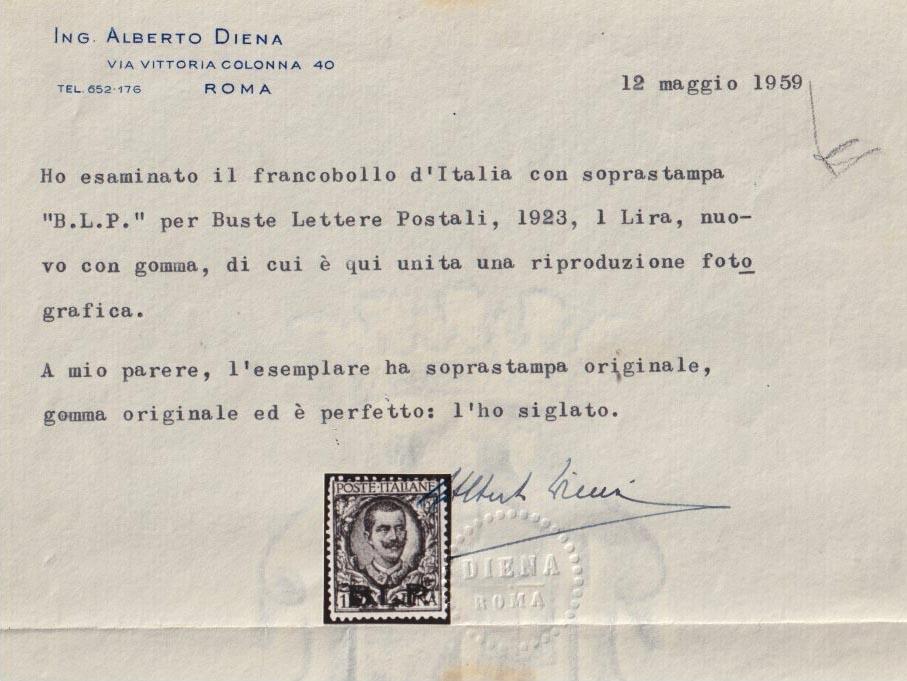 ING. ALBERTO DIENA
VIA VITTORIA COLONNA 40
TEL. 652-176 ROMA
12 maggio 1959
Ho esaminato il francobollo d'Italia con soprastampa
"B.L.P." per Buste Lettere Postali, 1923, 1 Lira, nuo-
vo con gomma, di cui è qui unita una riproduzione foto
grafica.
A mio parere, l'esemplare ha soprastampa originale,
gomma originale ed è perfetto: l'ho siglato.
Alberto Diena
POSTE·ITALIANE
B.L.P.
DIENA
ROMA